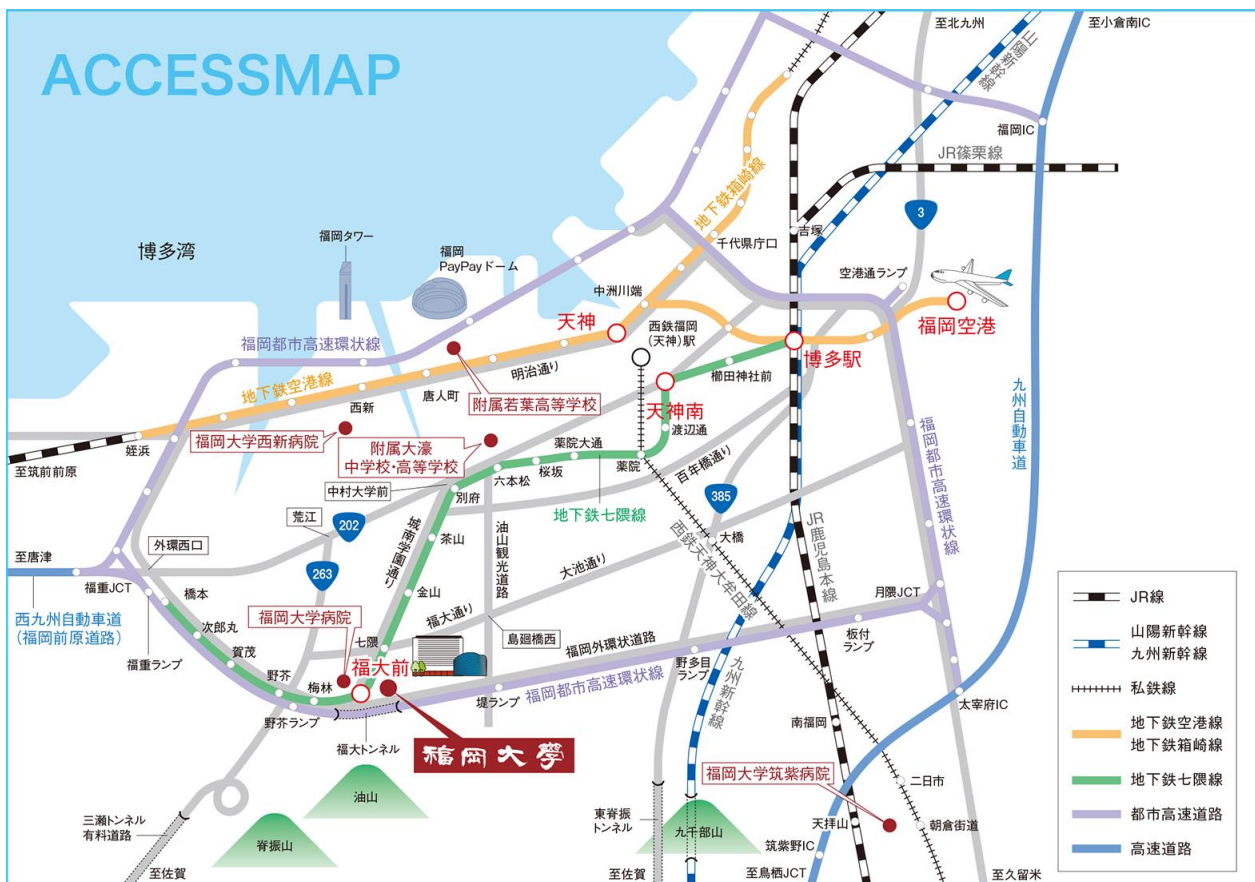 ACCESSMAP
至北九州
至小倉南IC
山陽新幹線
福岡IC
JR篠栗線
3
地下鉄箱崎線
福岡タワー
福岡
PayPayドーム
博多湾
千代県庁口
吉塚
空港通ランプ
中洲川端
福岡空港
天神
西鉄福岡
(天神)駅
博多駅
福岡都市高速環状線
地下鉄空港線
明治通り
櫛田神社前
唐人町
西新
附属若葉高等学校
天神南
渡辺通
九州自動車道
福岡大学西新病院
附属大濠
中学校・高等学校
薬院大通
姪浜
至筑前前原
桜坂
薬院
六本松
百年橋通り
中村大学前
別府
385
福岡都市高速環状線
荒江
202
地下鉄七隈線
城南学園通り
油山観光道路
茶山
大橋
JR鹿児島本線
西鉄天神大牟田線
至唐津
外環西口
263
大池通り
福重JCT
橋本
金山
月隈JCT
西九州自動車道
(福岡前原道路)
福岡大学病院
福大通り
次郎丸
島廻橋西
板付
ランプ
賀茂
七隈
福岡外環状道路
福重ランプ
福大前
野多目
ランプ
野芥
梅林
福岡都市高速環状線
堤ランプ
九州新幹線
太宰府IC
野芥ランプ
南福岡
福大トンネル
福岡大學
福岡大学筑紫病院
油山
二日市
三瀬トンネル
有料道路
東脊振
トンネル
天拝山
朝倉街道
脊振山
九千部山
筑紫野IC
至佐賀
至佐賀
至鳥栖JCT
至久留米
JR線
山陽新幹線
九州新幹線
私鉄線
地下鉄空港線
地下鉄箱崎線
地下鉄七隈線
都市高速道路
高速道路